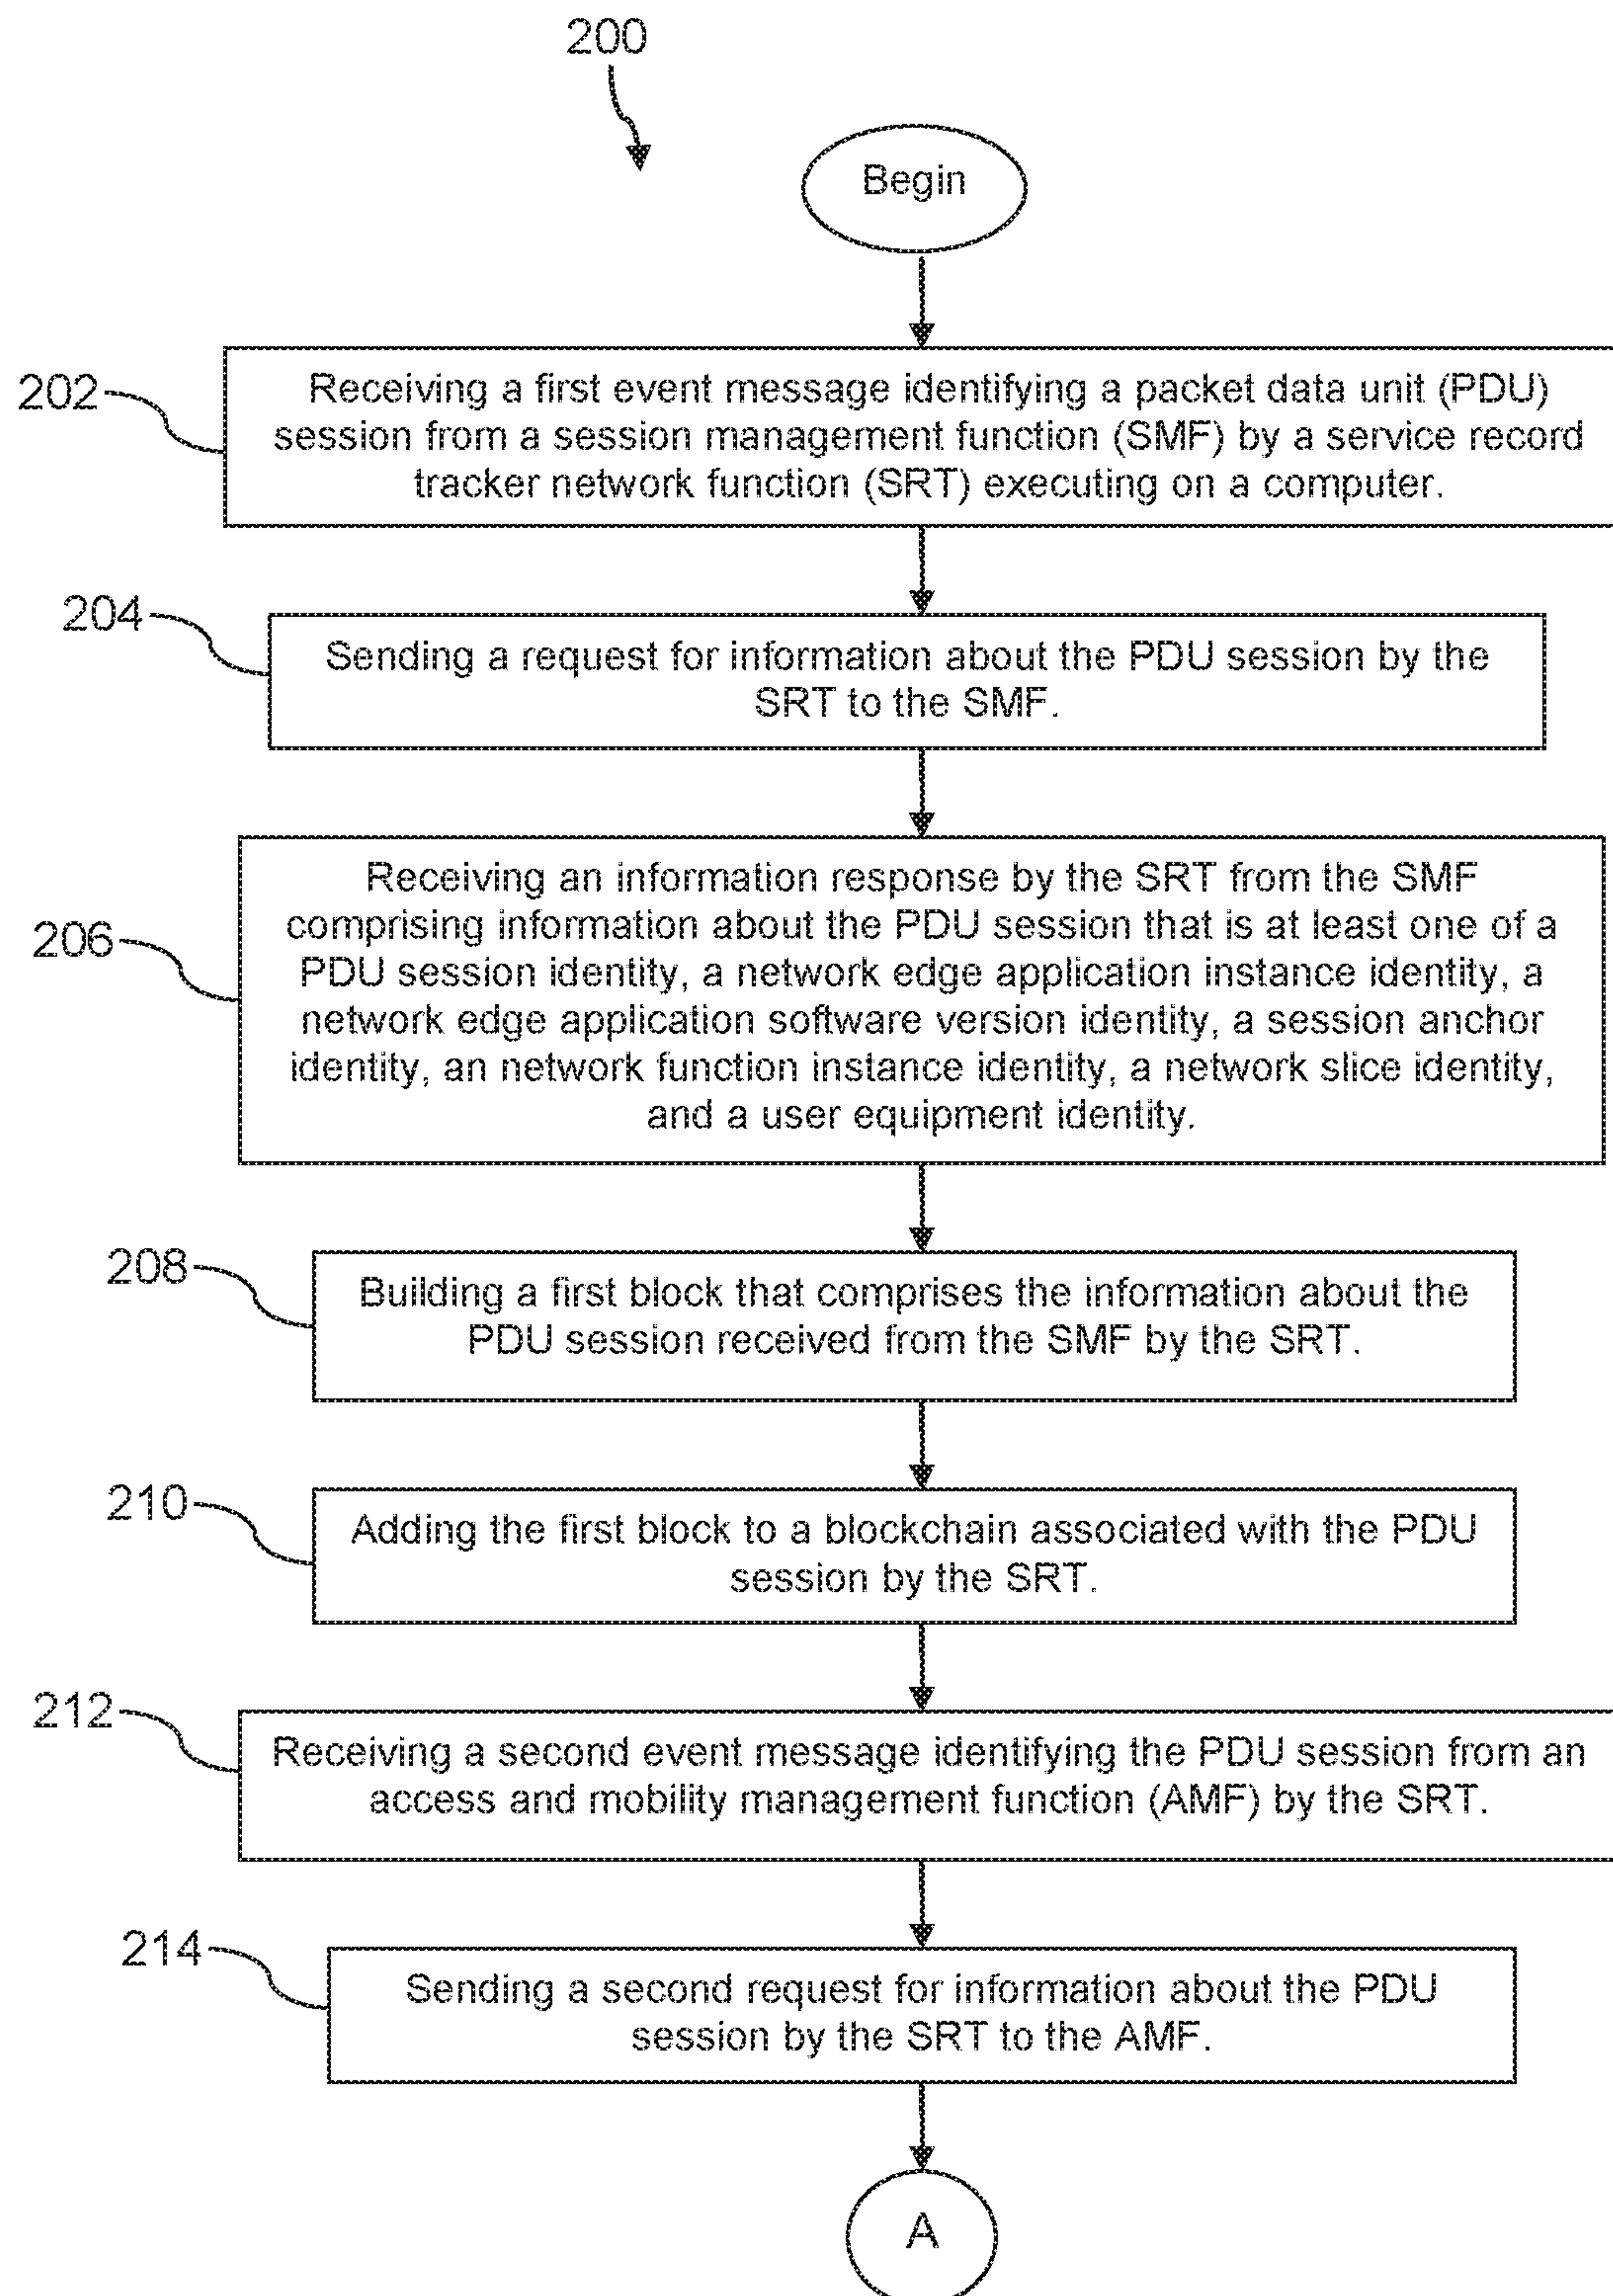 200
Begin
202
Receiving a first event message identifying a packet data unit (PDU)
session from a session management function (SMF) by a service record
tracker network function (SRT) executing on a computer.
204
Sending a request for information about the PDU session by the
SRT to the SMF.
206
Receiving an information response by the SRT from the SMF
comprising information about the PDU session that is at least one of a
PDU session identity, a network edge application instance identity, a
network edge application software version identity, a session anchor
identity, an network function instance identity, a network slice identity,
and a user equipment identity.
208
Building a first block that comprises the information about the
PDU session received from the SMF by the SRT.
210
Adding the first block to a blockchain associated with the PDU
session by the SRT.
212
Receiving a second event message identifying the PDU session from an
access and mobility management function (AMF) by the SRT.
214
Sending a second request for information about the PDU
session by the SRT to the AMF.
A